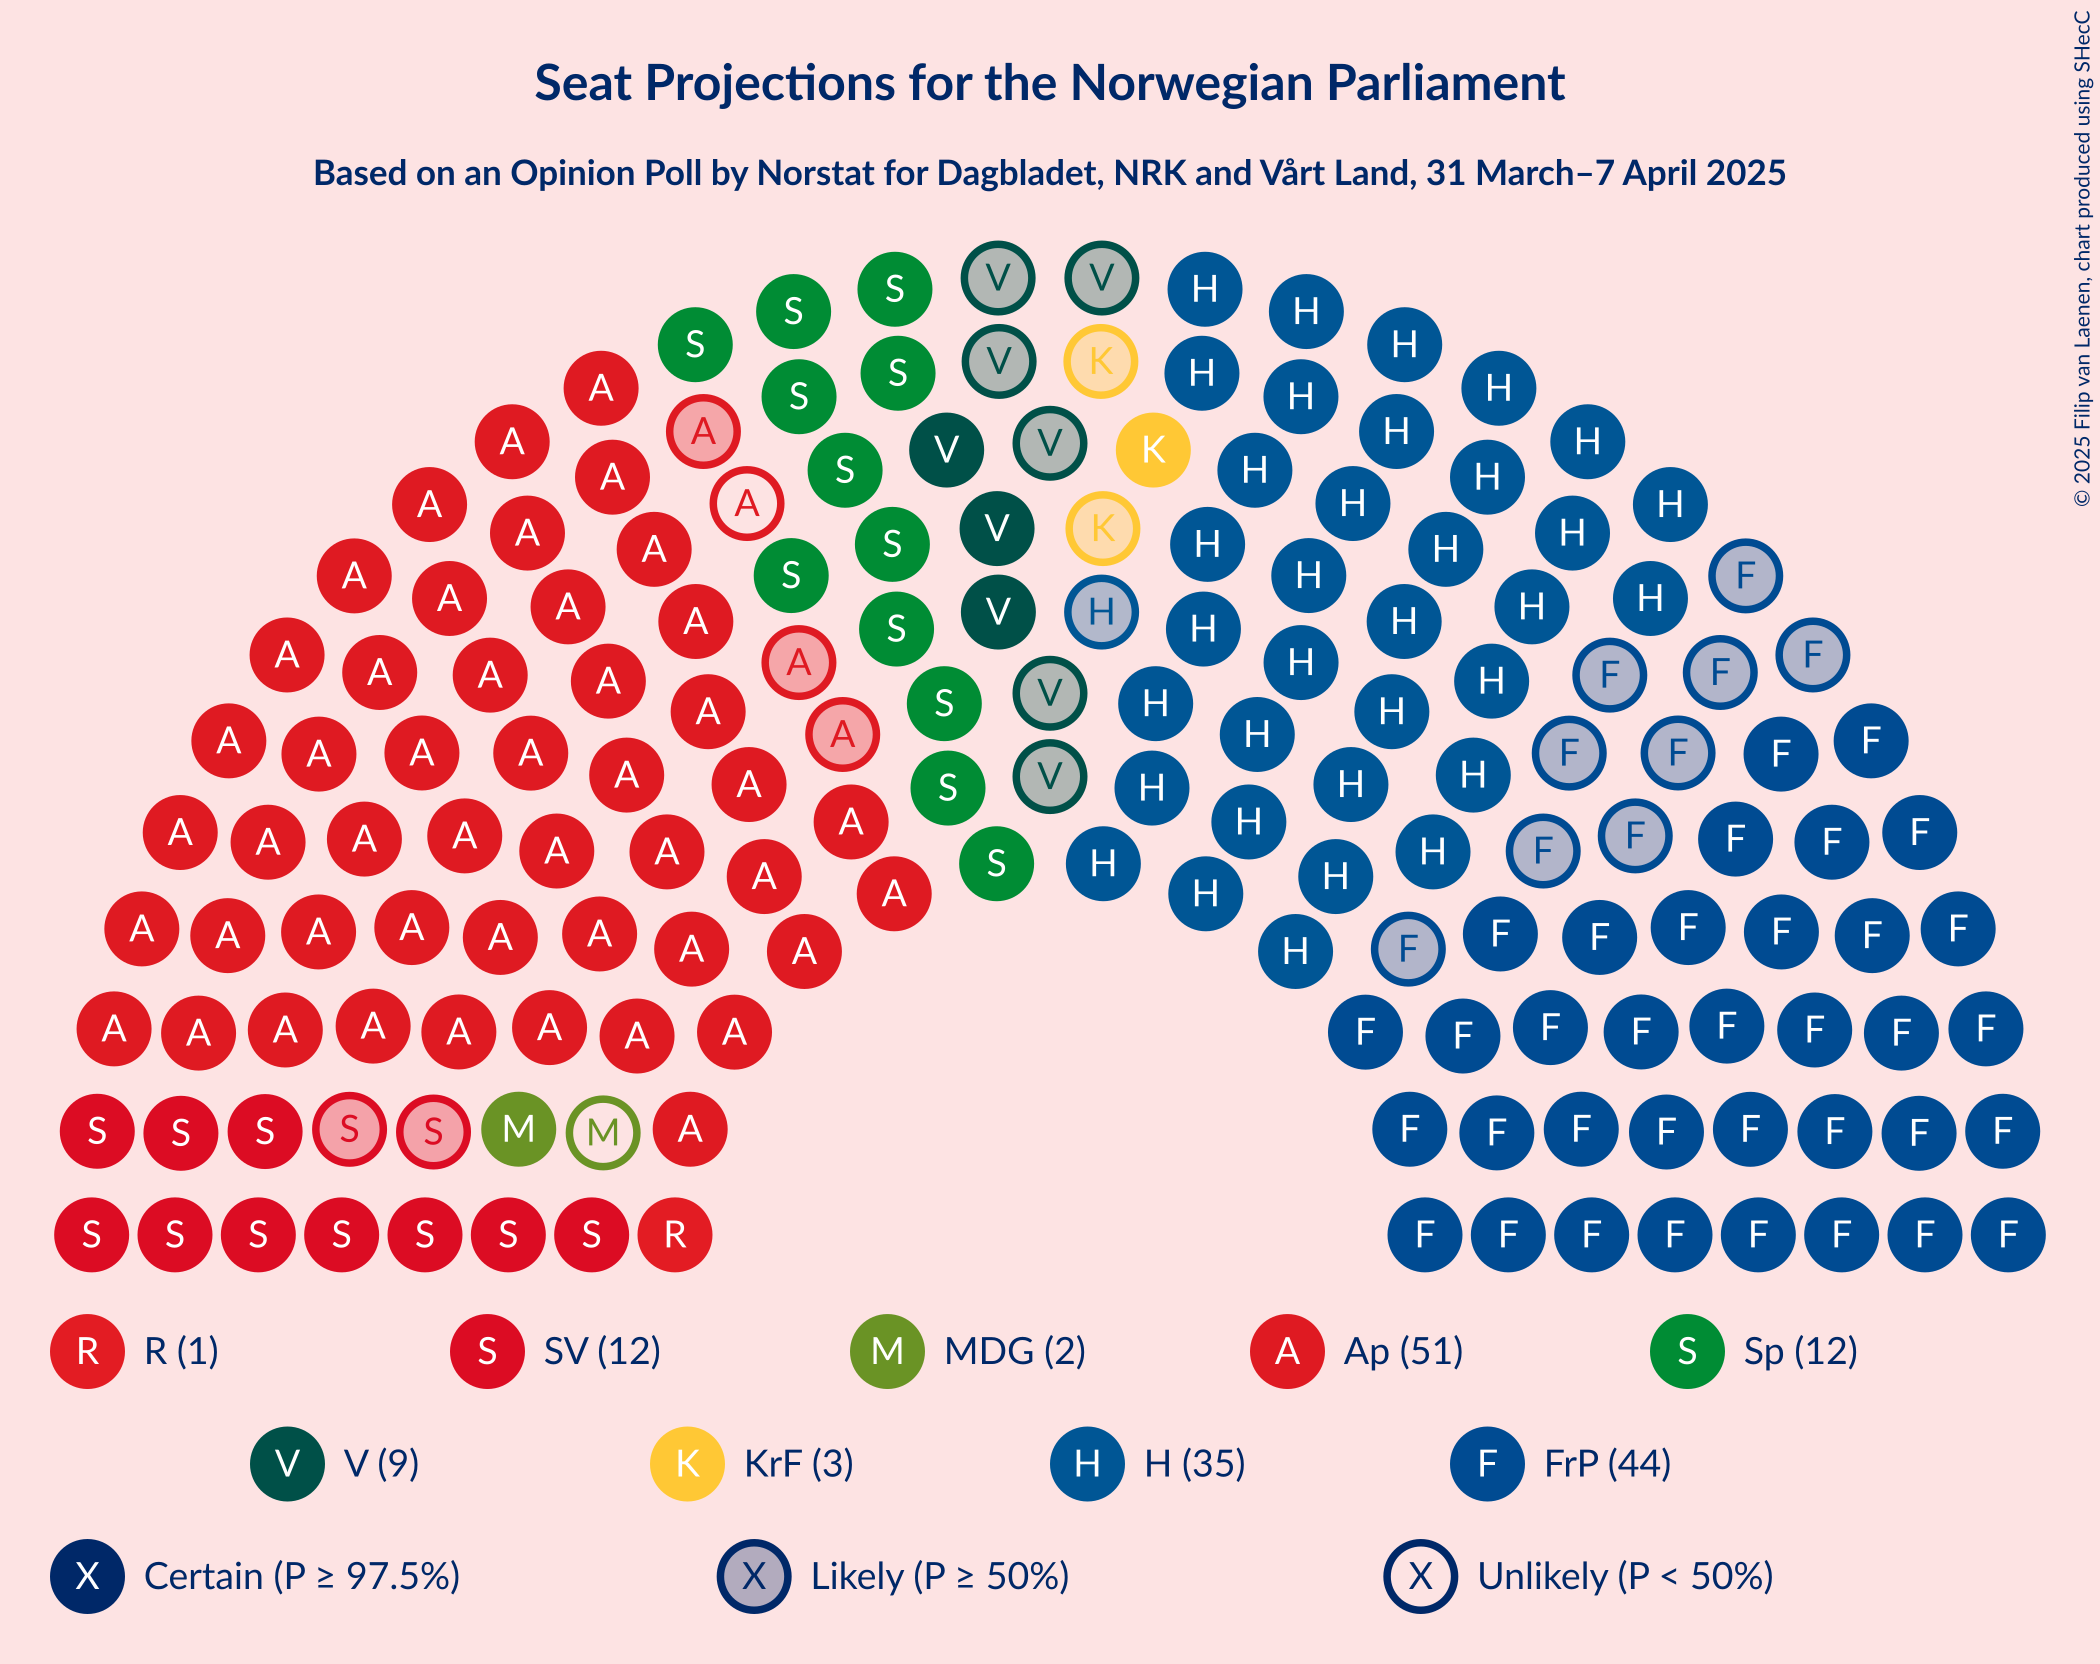 Seat Projections for the Norwegian Parliament
Based on an Opinion Poll by Norstat for Dagbladet, NRK and Vårt Land, 31 March–7 April 2025
© 2025 Filip van Laenen, chart produced using SHecC
V V
S H
S H
S H
A H
V K
S H
S H
A H
A H
A H
A H
A F
A F
A F
A F
A F
A F
A F
S S S S S M M A F F F F F F F F
S S S S S S S R F F F F F F F F
R R (1) S SV (12) M MDG (2) A Ap (51) S Sp (12)
V V (9) K KrF (3) H H (35) F FrP (44)
X Certain (P ≥ 97.5%) X Likely (P ≥ 50%) X Unlikely (P < 50%)